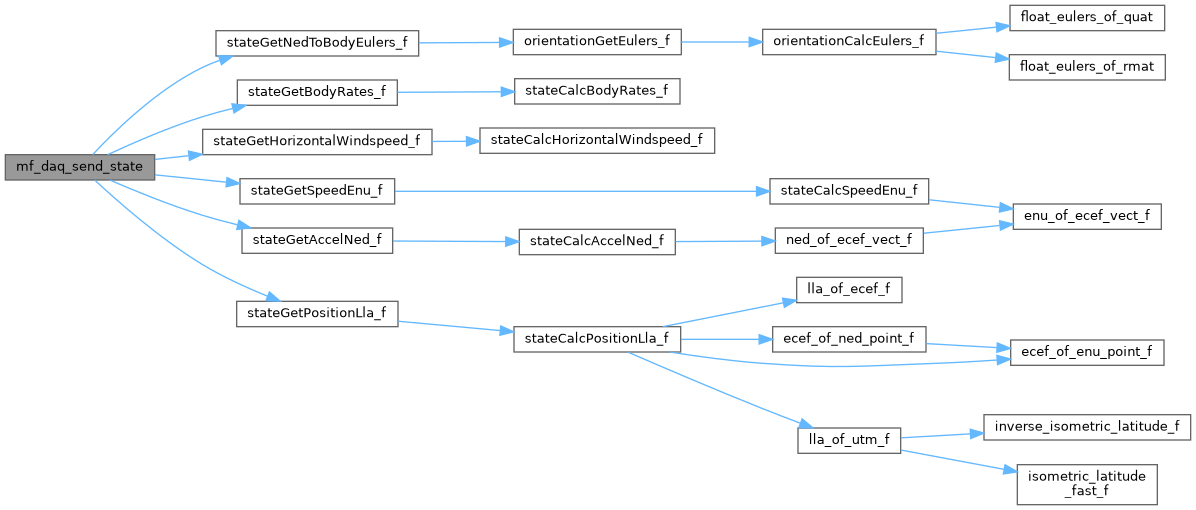 mf_daq_send_state
stateGetNedToBodyEulers_f
orientationGetEulers_f
orientationCalcEulers_f
float_eulers_of_quat
float_eulers_of_rmat
stateGetBodyRates_f
stateCalcBodyRates_f
stateGetHorizontalWindspeed_f
stateCalcHorizontalWindspeed_f
stateGetSpeedEnu_f
stateCalcSpeedEnu_f
enu_of_ecef_vect_f
stateGetAccelNed_f
stateCalcAccelNed_f
ned_of_ecef_vect_f
stateGetPositionLla_f
stateCalcPositionLla_f
lla_of_ecef_f
ecef_of_ned_point_f
ecef_of_enu_point_f
lla_of_utm_f
inverse_isometric_latitude_f
isometric_latitude
_fast_f